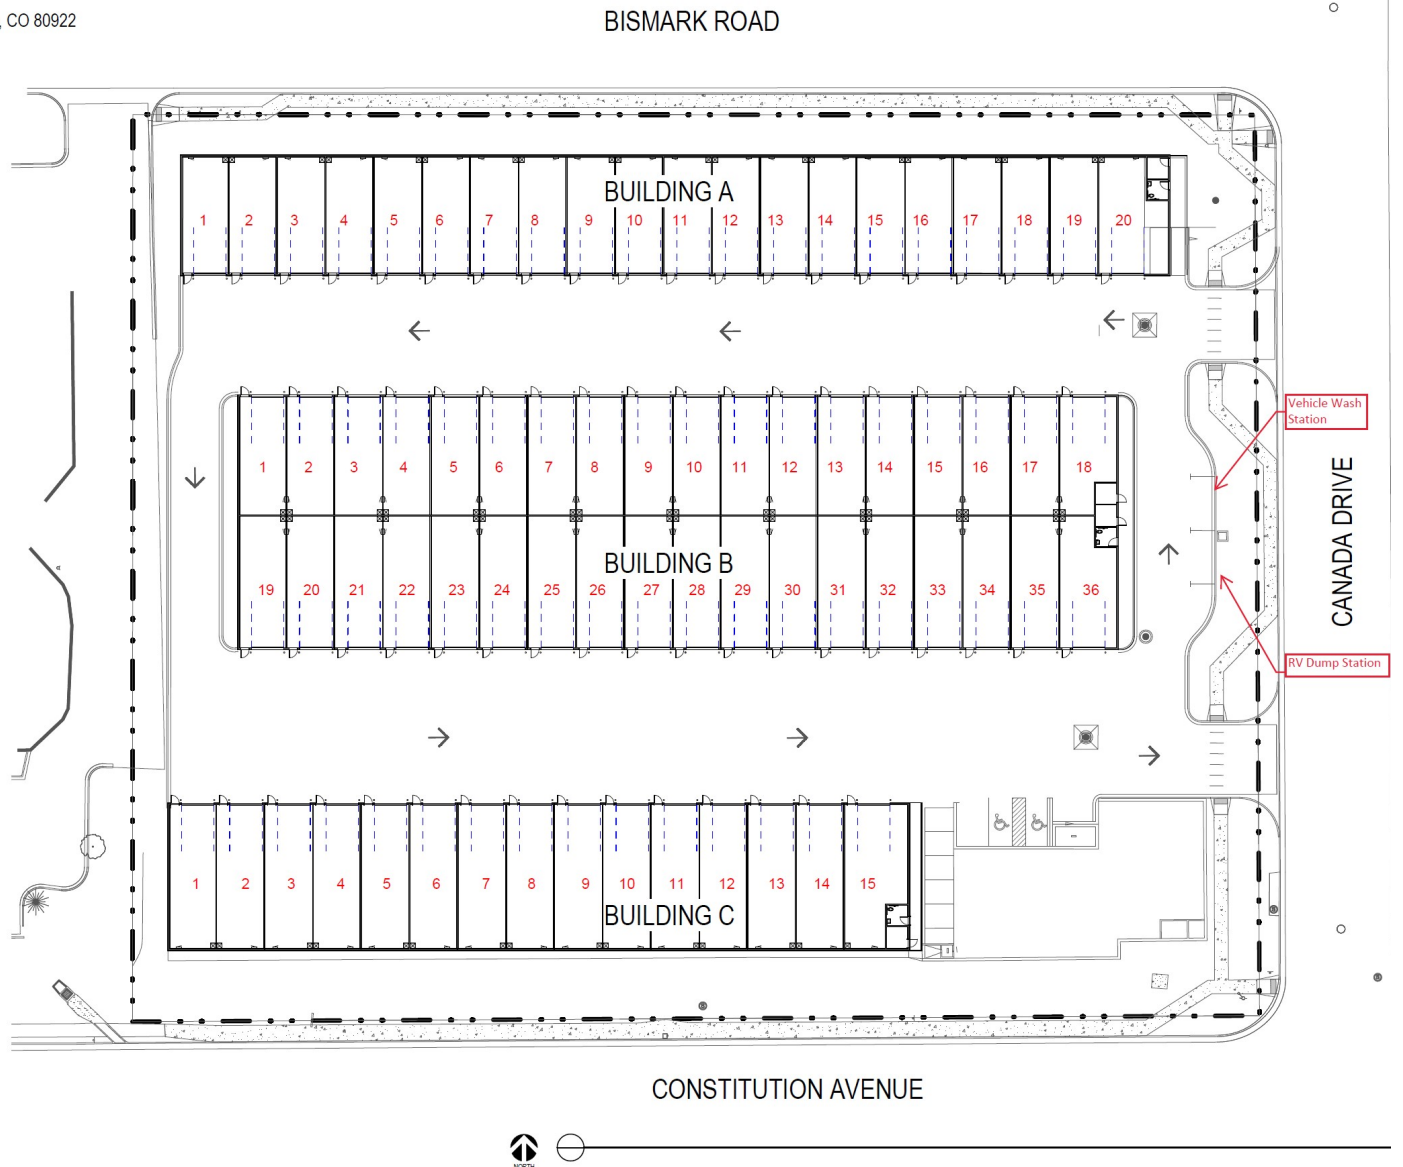 , CO 80922
BISMARK ROAD
BUILDING A
1 2 3 4 5 6 7 8 9 10 11 12 13 14 15 16 17 18 19 20
Vehicle Wash
Station
1 2 3 4 5 6 7 8 9 10 11 12 13 14 15 16 17 18
CANADA DRIVE
BUILDING B
19 20 21 22 23 24 25 26 27 28 29 30 31 32 33 34 35 36
RV Dump Station
1 2 3 4 5 6 7 8 9 10 11 12 13 14 15
BUILDING C
CONSTITUTION AVENUE
NORTH